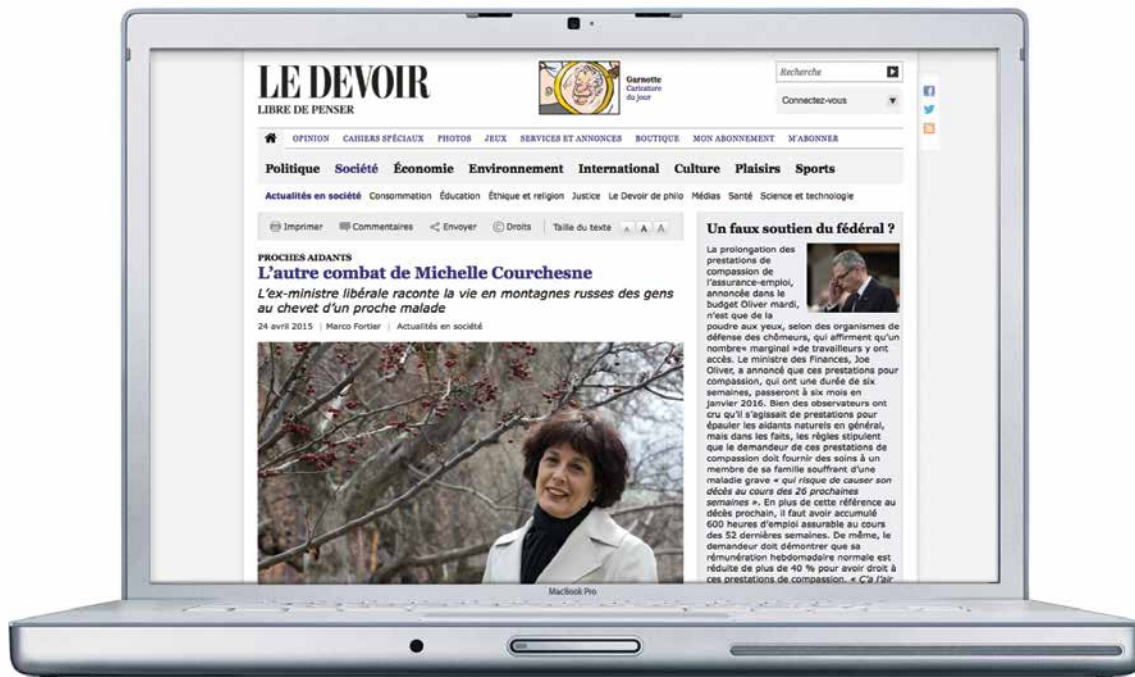 LE DEVOIR
LIBRE DE PENSER
Garnotte
Caricature
du jour
Recherche
Connectez-vous
OPINION CAHIERS SPÉCIAUX PHOTOS JEUX SERVICES ET ANNONCES BOUTIQUE MON ABONNEMENT M'ABONNER
Politique Société Économie Environnement International Culture Plaisirs Sports
Actualités en société Consommation Éducation Éthique et religion Justice Le Devoir de philo Médias Santé Science et technologie
Imprimer Commentaires Envoyer Droits Taille du texte A A A
PROCHES AIDANTS
L'autre combat de Michelle Courchesne
L'ex-ministre libérale raconte la vie en montagnes russes des gens
au chevet d'un proche malade
24 avril 2015 | Marco Fortier | Actualités en société
Un faux soutien du fédéral ?
La prolongation des
prestations de
compassion de
l'assurance-emploi,
annoncée dans le
budget Oliver mardi,
n'est que de la
poudre aux yeux, selon des organismes de
défense des chômeurs, qui affirment qu'un
nombre« marginal »de travailleurs y ont
accès. Le ministre des Finances, Joe
Oliver, a annoncé que ces prestations pour
compassion, qui ont une durée de six
semaines, passeront à six mois en
janvier 2016. Bien des observateurs ont
cru qu'il s'agissait de prestations pour
épauler les aidants naturels en général,
mais dans les faits, les règles stipulent
que le demandeur de ces prestations de
compassion doit fournir des soins à un
membre de sa famille souffrant d'une
maladie grave « qui risque de causer son
décès au cours des 26 prochaines
semaines ». En plus de cette référence au
décès prochain, il faut avoir accumulé
600 heures d'emploi assurable au cours
des 52 dernières semaines. De même, le
demandeur doit démontrer que sa
rémunération hebdomadaire normale est
réduite de plus de 40 % pour avoir droit à
ces prestations de compassion. « Ç'a l'air
MacBook Pro